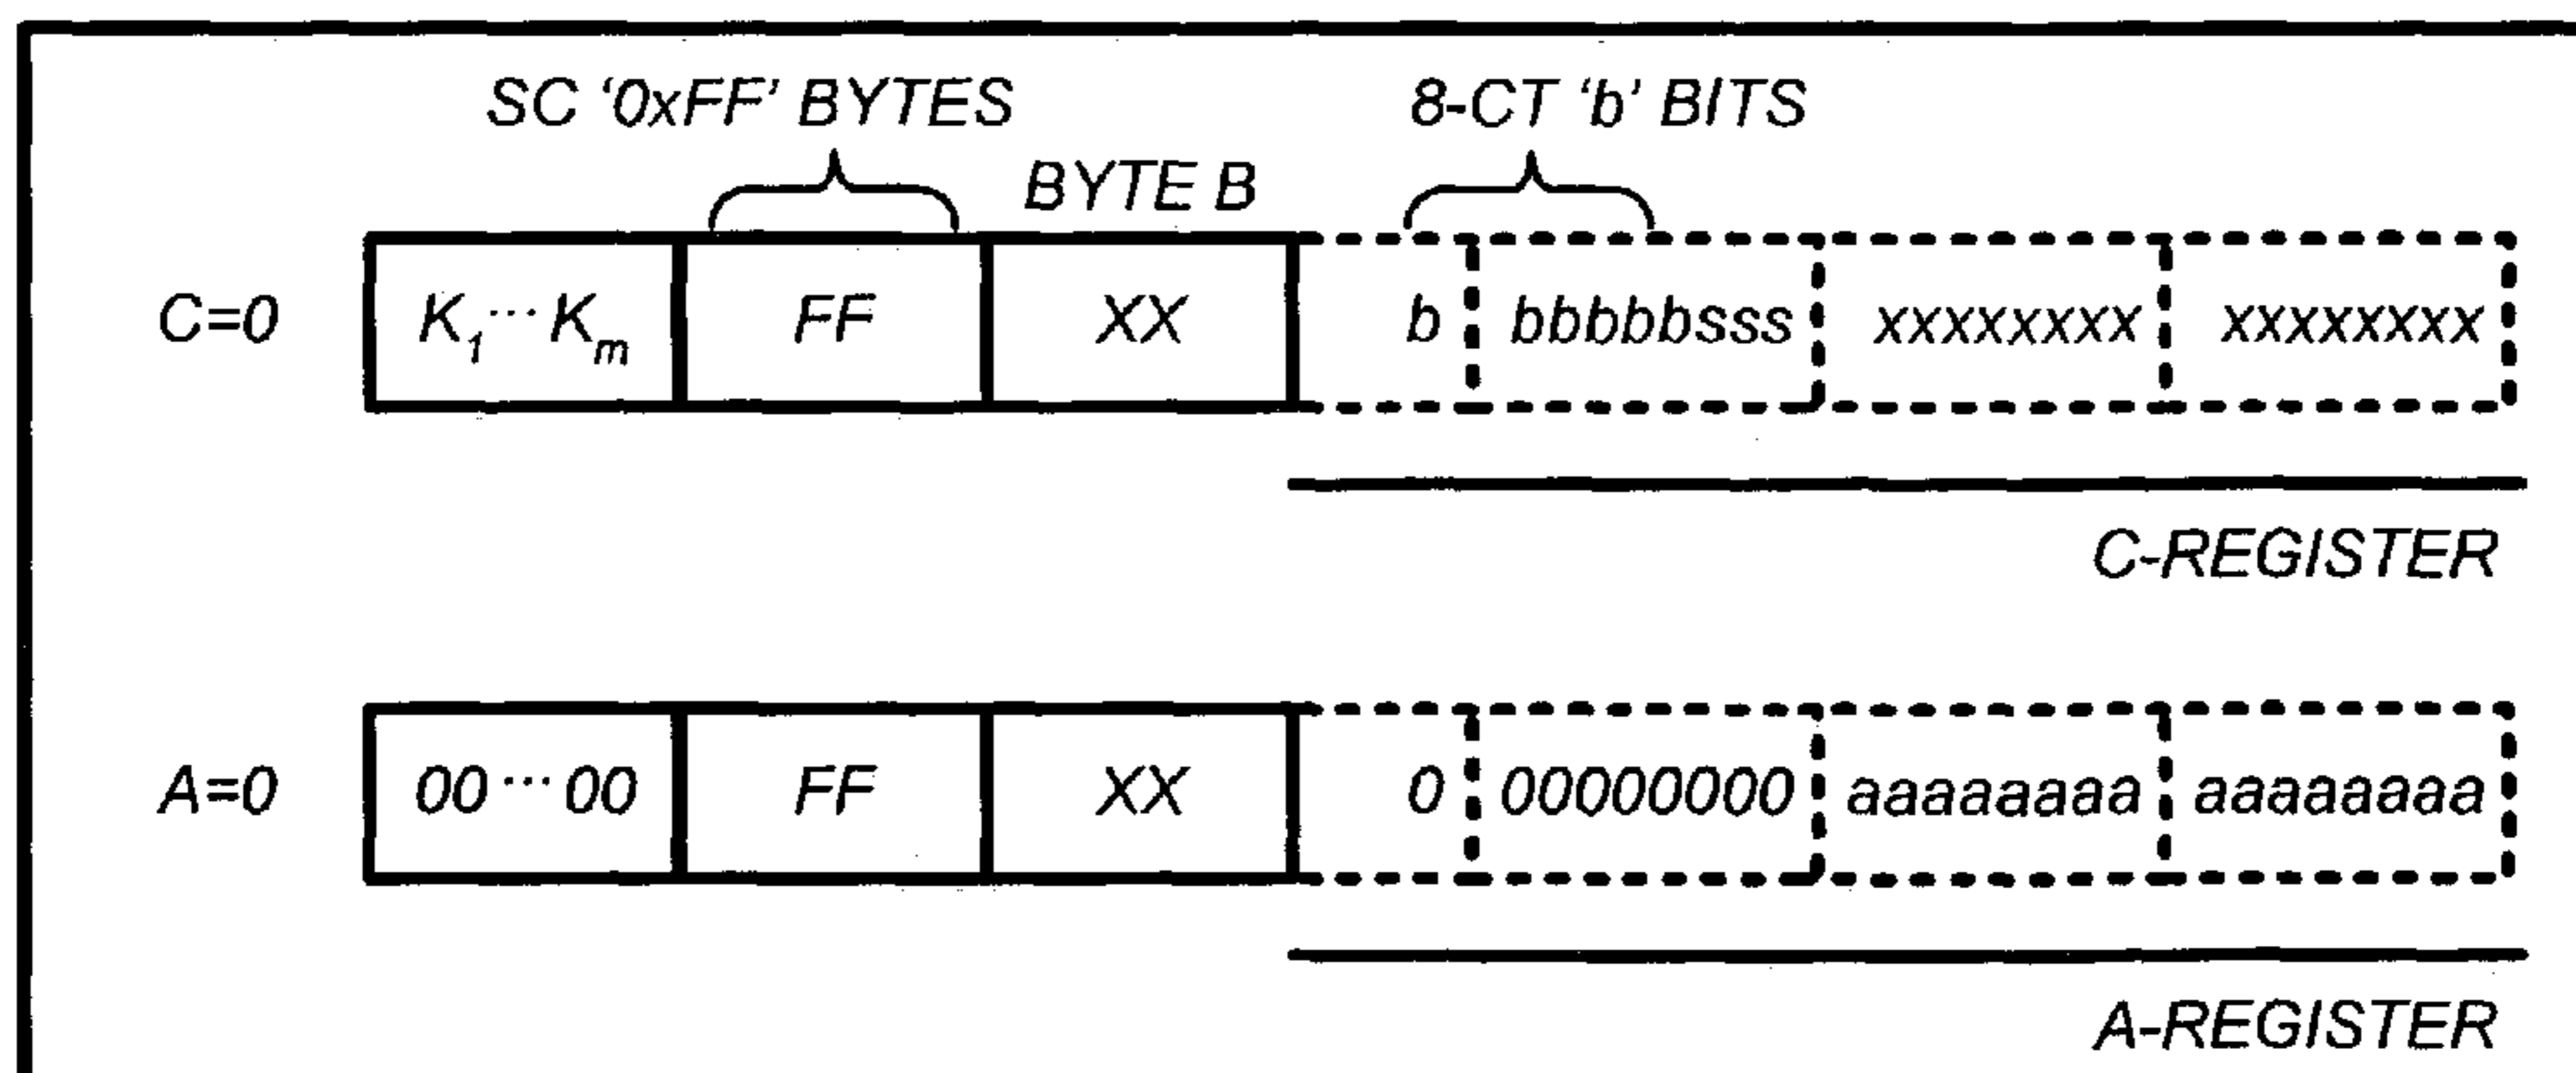 SC '0xFF' BYTES 8-CT 'b' BITS
BYTE B
C=0 K1···Km FF XX b bbbbbsss xxxxxxxx xxxxxxxx
C-REGISTER
A=0 00···00 FF XX 0 00000000 aaaaaaaa aaaaaaaa
A-REGISTER